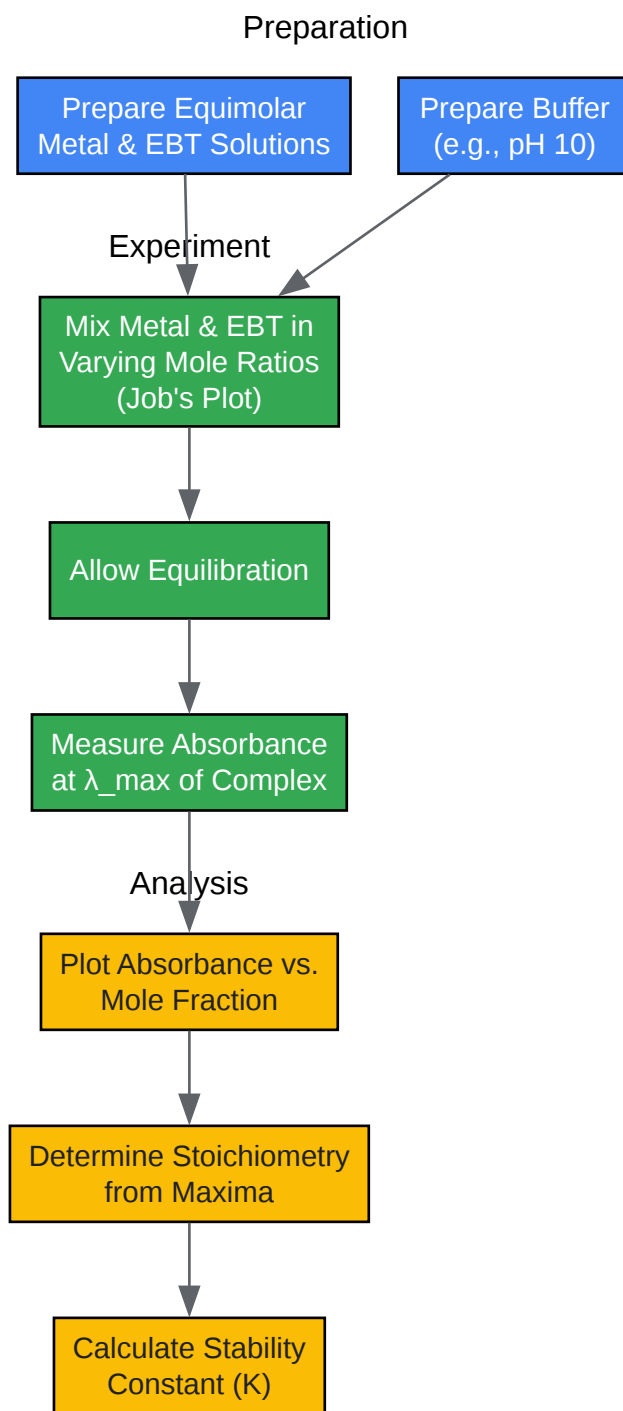 Preparation
Prepare Equimolar
Metal & EBT Solutions
Prepare Buffer
(e.g., pH 10)
Experiment
Mix Metal & EBT in
Varying Mole Ratios
(Job's Plot)
Allow Equilibration
Measure Absorbance
at λ_max of Complex
Analysis
Plot Absorbance vs.
Mole Fraction
Determine Stoichiometry
from Maxima
Calculate Stability
Constant (K)